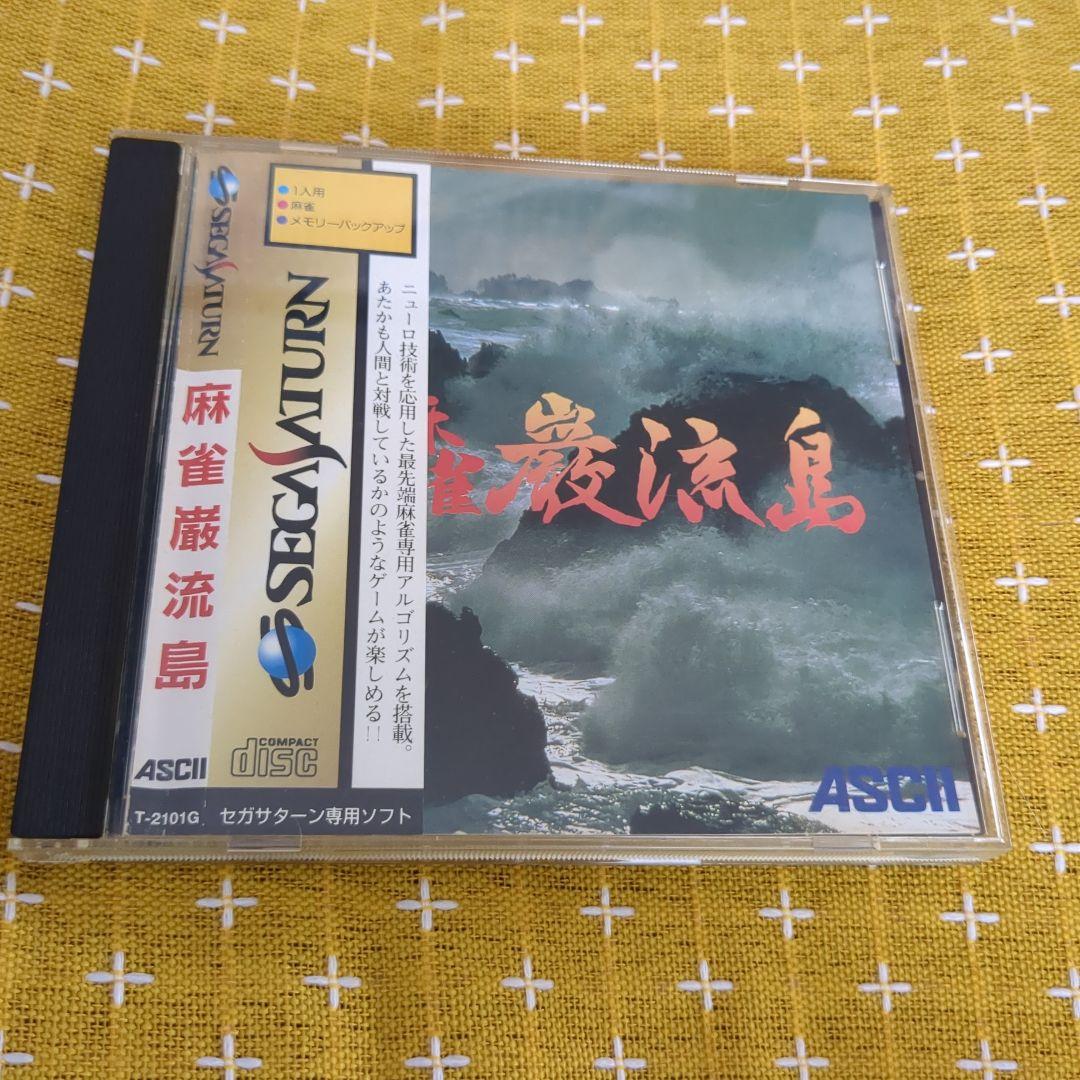 SEGA SATURN
麻雀巌流島
ASCII
T-2101G
1人用
麻雀
メモリーバックアップ
SEGA SATURN
COMPACT
disc
セガサターン専用ソフト
ニューロ技術を応用した最先端麻雀専用アルゴリズムを搭載。
あたかも人間と対戦しているかのようなゲームが楽しめる!!
雀巖流島
ASCII